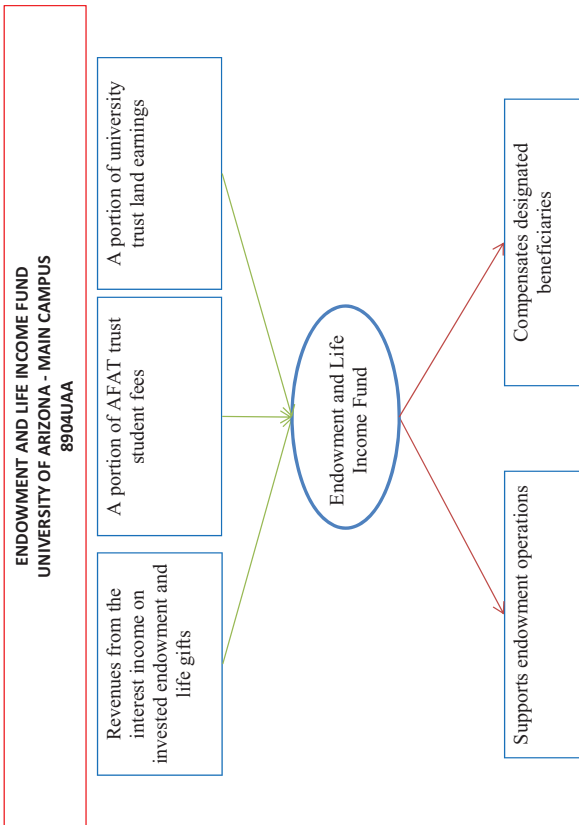 ENDOWMENT AND LIFE INCOME FUND
UNIVERSITY OF ARIZONA - MAIN CAMPUS
8904UAA
Revenues from the
interest income on
invested endowment and
life gifts
A portion of AFAT trust
student fees
A portion of university
trust land earnings
Endowment and Life
Income Fund
Supports endowment operations
Compensates designated
beneficiaries